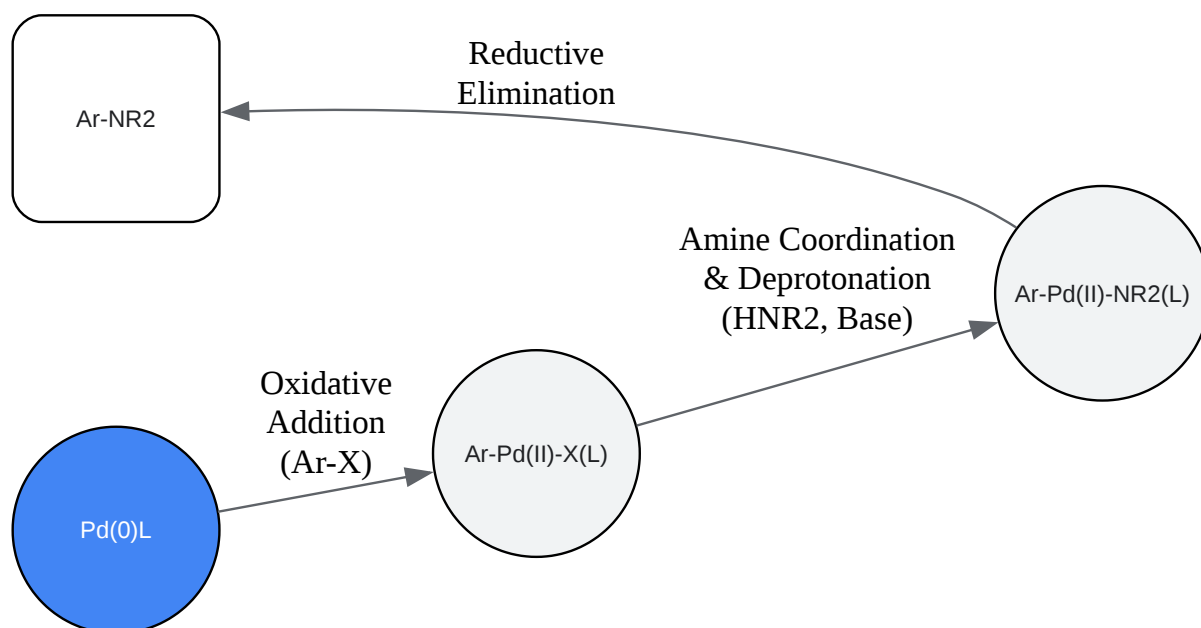 Reductive
Elimination
Ar-NR2
Amine Coordination
& Deprotonation
(HNR2, Base)
Ar-Pd(II)-NR2(L)
Oxidative
Addition
(Ar-X)
Ar-Pd(II)-X(L)
Pd(0)L